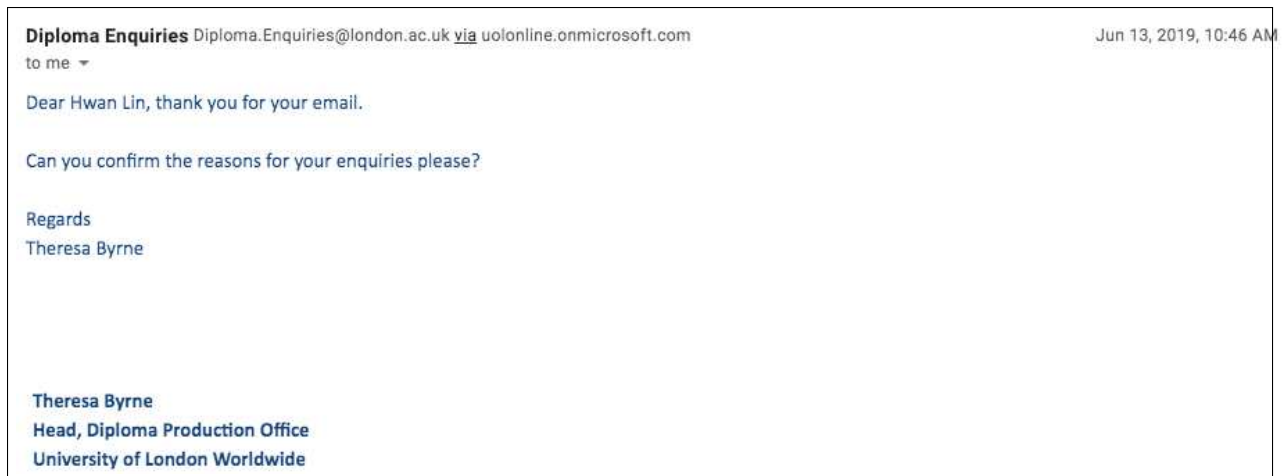 Diploma Enquiries Diploma.Enquiries@london.ac.uk via uolonline.onmicrosoft.com Jun 13, 2019, 10:46 AM
to me
Dear Hwan Lin, thank you for your email.
Can you confirm the reasons for your enquiries please?
Regards
Theresa Byrne
Theresa Byrne
Head, Diploma Production Office
University of London Worldwide